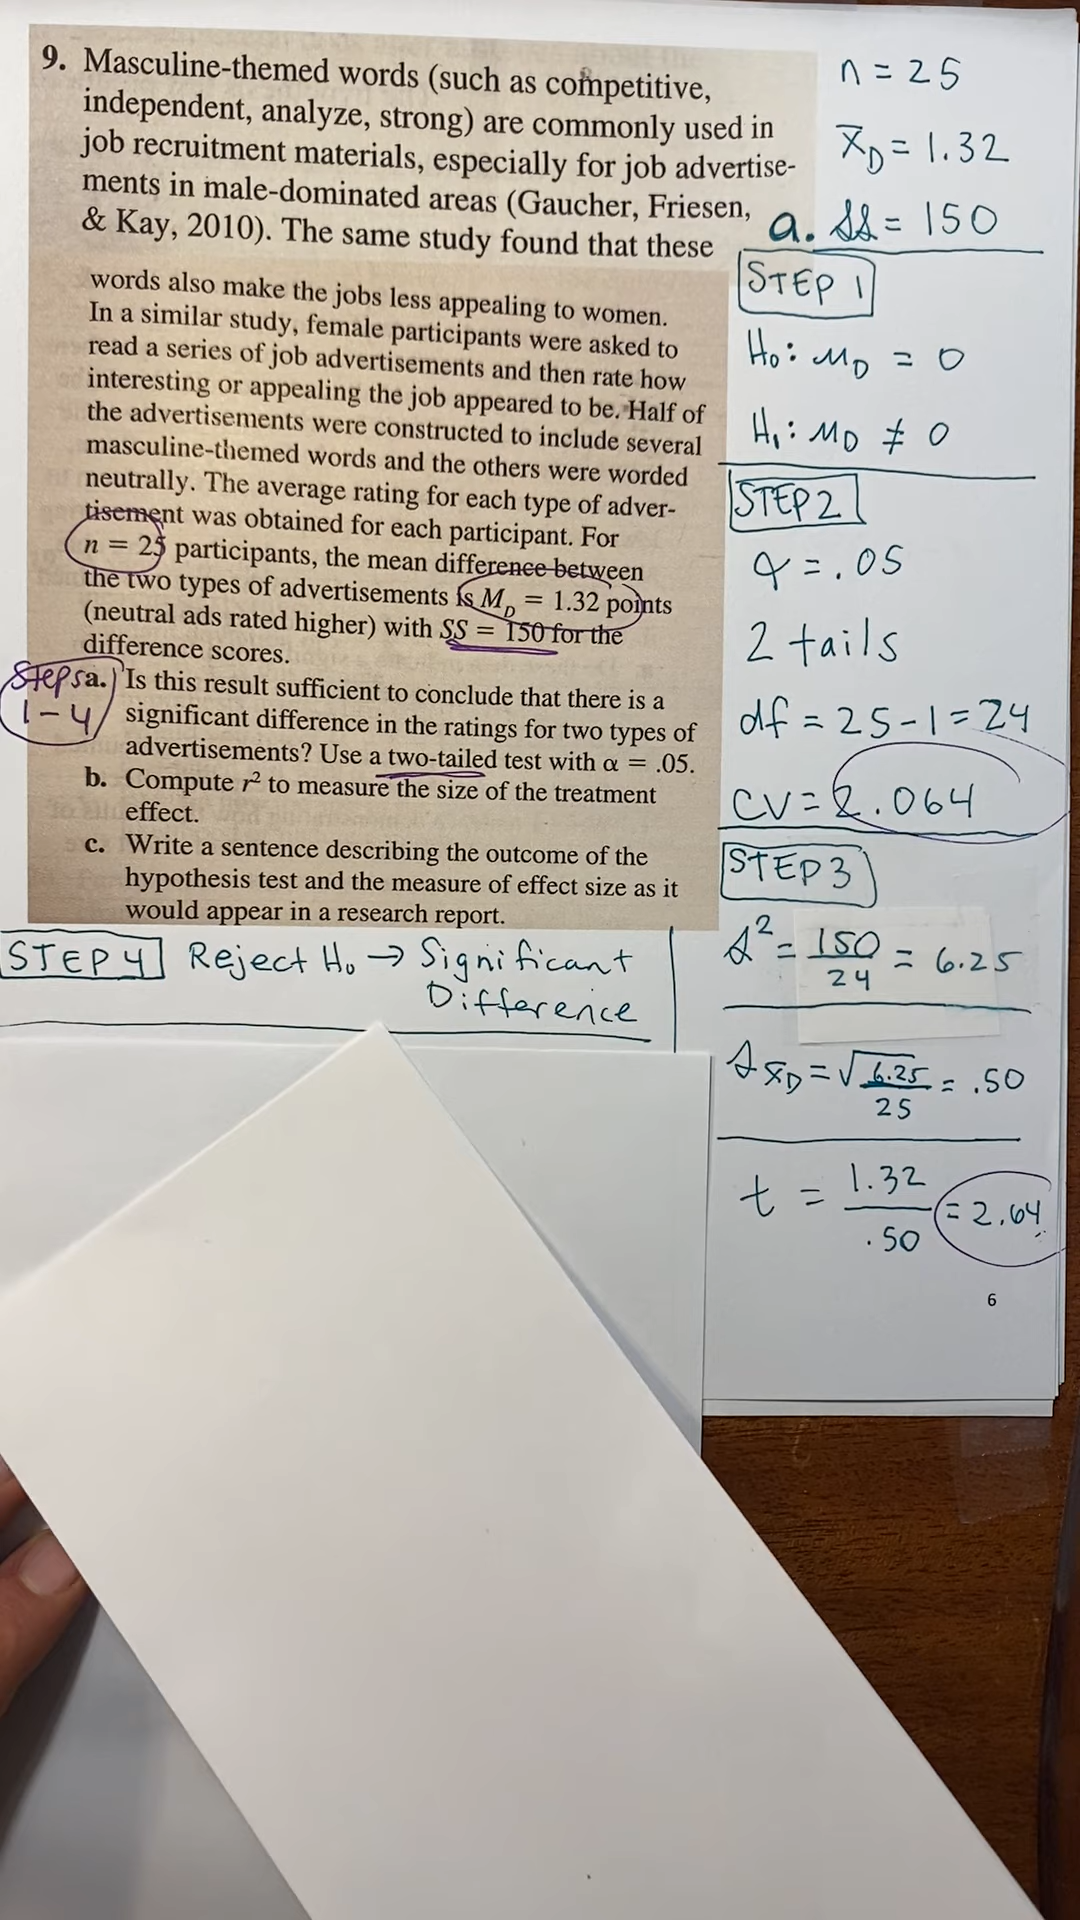 9. Masculine-themed words (such as competitive,
independent, analyze, strong) are commonly used in
job recruitment materials, especially for job advertise-
ments in male-dominated areas (Gaucher, Friesen,
& Kay, 2010). The same study found that these
words also make the jobs less appealing to women.
In a similar study, female participants were asked to
read a series of job advertisements and then rate how
interesting or appealing the job appeared to be. Half of
the advertisements were constructed to include several
masculine-themed words and the others were worded
neutrally. The average rating for each type of adver-
tisement was obtained for each participant. For
n = 25 participants, the mean difference between
the two types of advertisements is M_D = 1.32 points
(neutral ads rated higher) with SS = 150 for the
difference scores.
Steps
1-4
a. Is this result sufficient to conclude that there is a
significant difference in the ratings for two types of
advertisements? Use a two-tailed test with α = .05.
b. Compute r² to measure the size of the treatment
effect.
c. Write a sentence describing the outcome of the
hypothesis test and the measure of effect size as it
would appear in a research report.
n = 25
x̄_D = 1.32
a. SS = 150
STEP 1
H₀: μ_D = 0
H₁: μ_D ≠ 0
STEP 2
α = .05
2 tails
df = 25-1 = 24
CV = 2.064
STEP 3
s² = 150/24 = 6.25
s x̄_D = √6.25/25 = .50
t = 1.32/.50 = 2.64
STEP 4 Reject H₀ → Significant
Difference
6